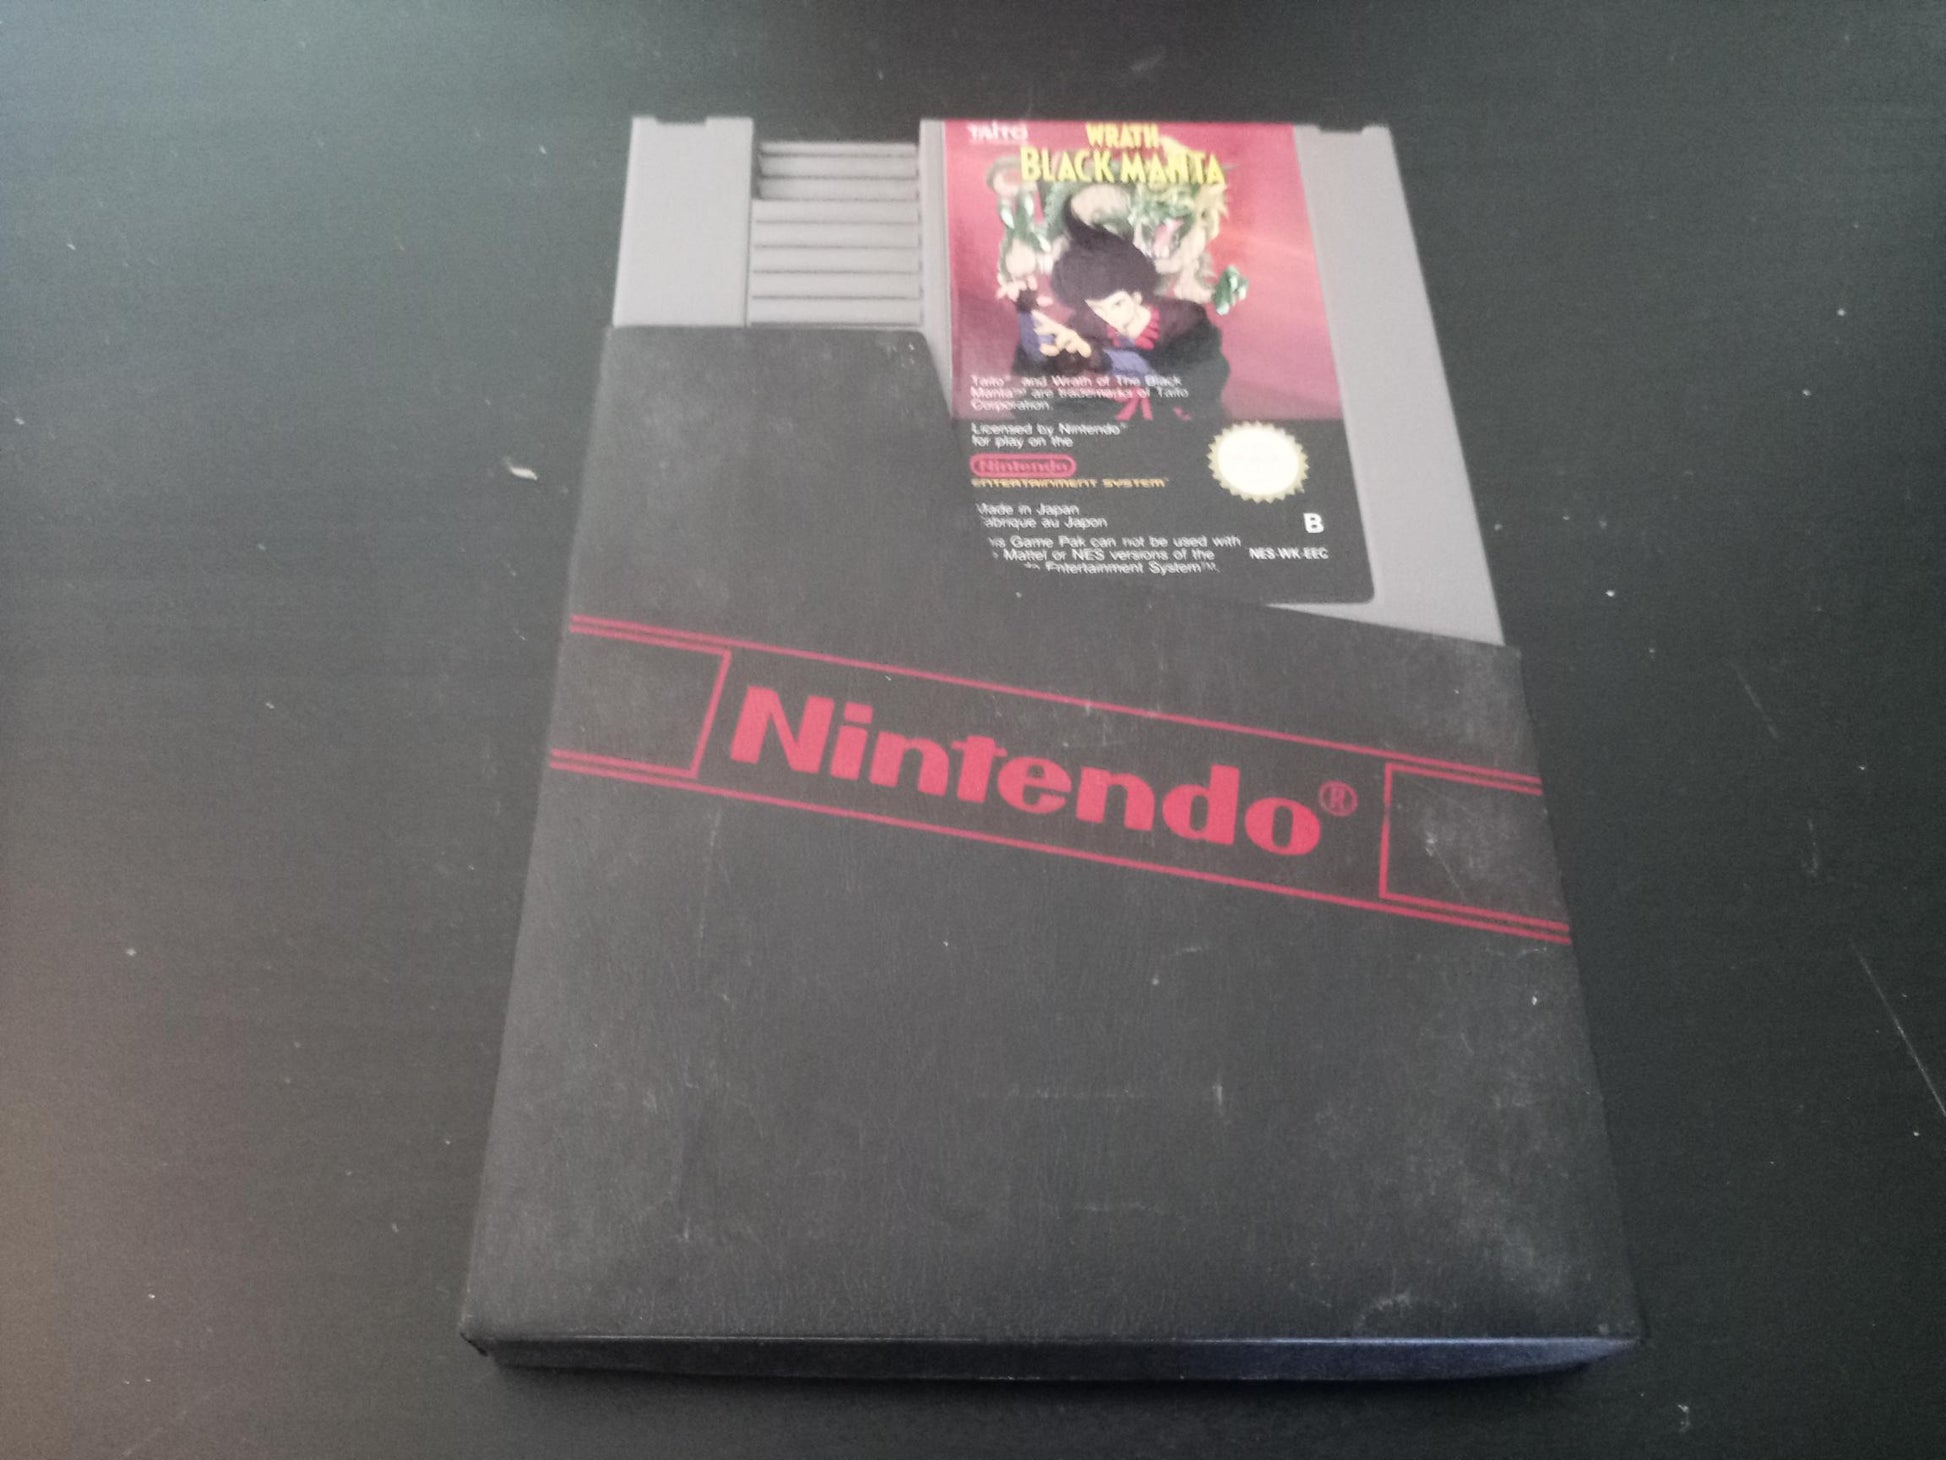 TAITO
WRATH
BLACK MANTA
Taito™ and Wrath of The Black
Manta™ are trademarks of Taito
Corporation.
Licensed by Nintendo™
for play on the
Nintendo
ENTERTAINMENT SYSTEM™
Made in Japan
Fabrique au Japon
B
Game Pak can not be used with
Mattel or NES versions of the
NES-WK-EEC
Entertainment System™.
Nintendo®